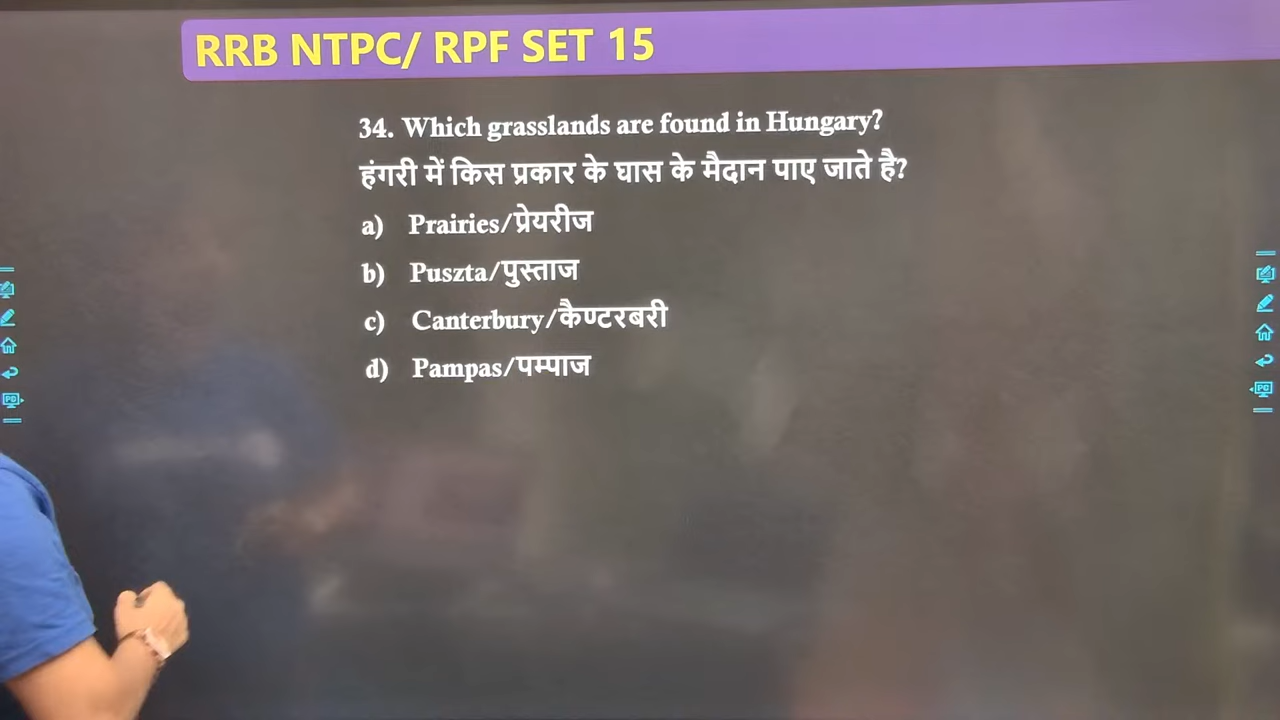 RRB NTPC/ RPF SET 15
34. Which grasslands are found in Hungary?
हंगरी में किस प्रकार के घास के मैदान पाए जाते है?
a) Prairies/प्रेयरीज
b) Puszta/पुस्ताज
c) Canterbury/कैण्टरबरी
d) Pampas/पम्पाज